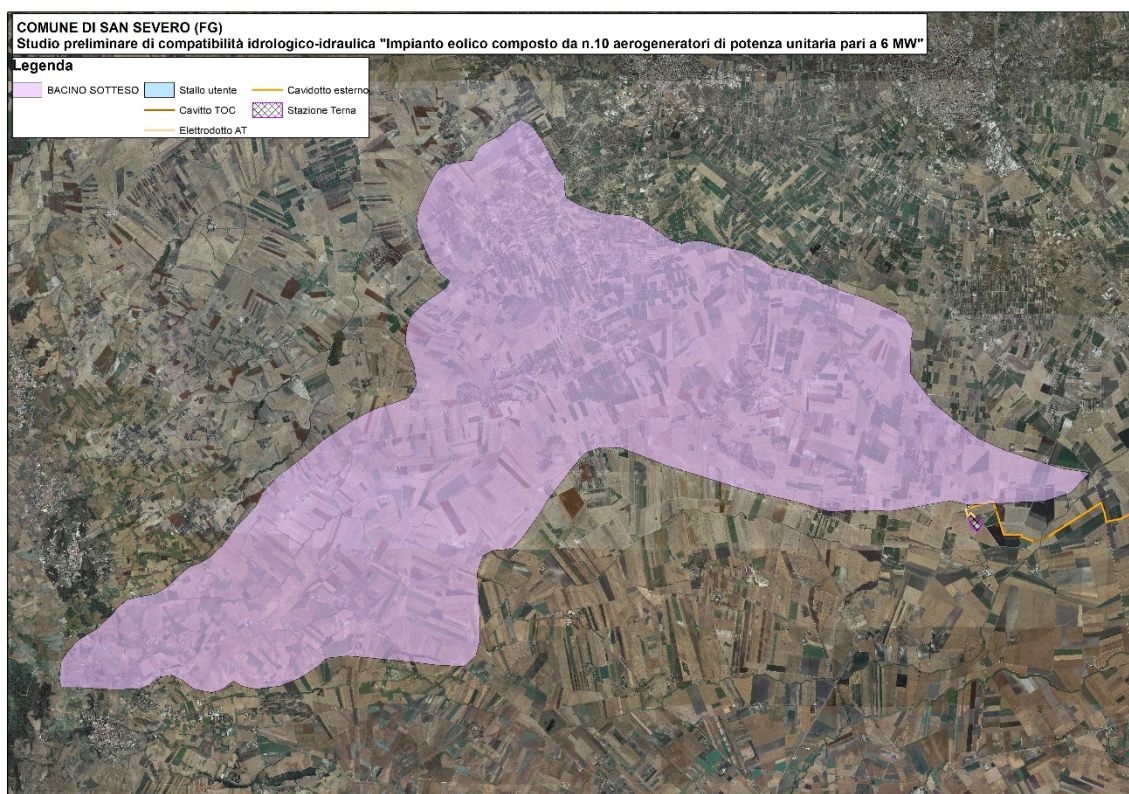 COMUNE DI SAN SEVERO (FG)
Studio preliminare di compatibilità idrologico-idraulica "Impianto eolico composto da n.10 aerogeneratori di potenza unitaria pari a 6 MW"
Legenda
BACINO SOTTESO Stallo utente Cavidotto esterno
Cavitto TOC Stazione Terna
Elettrodotto AT